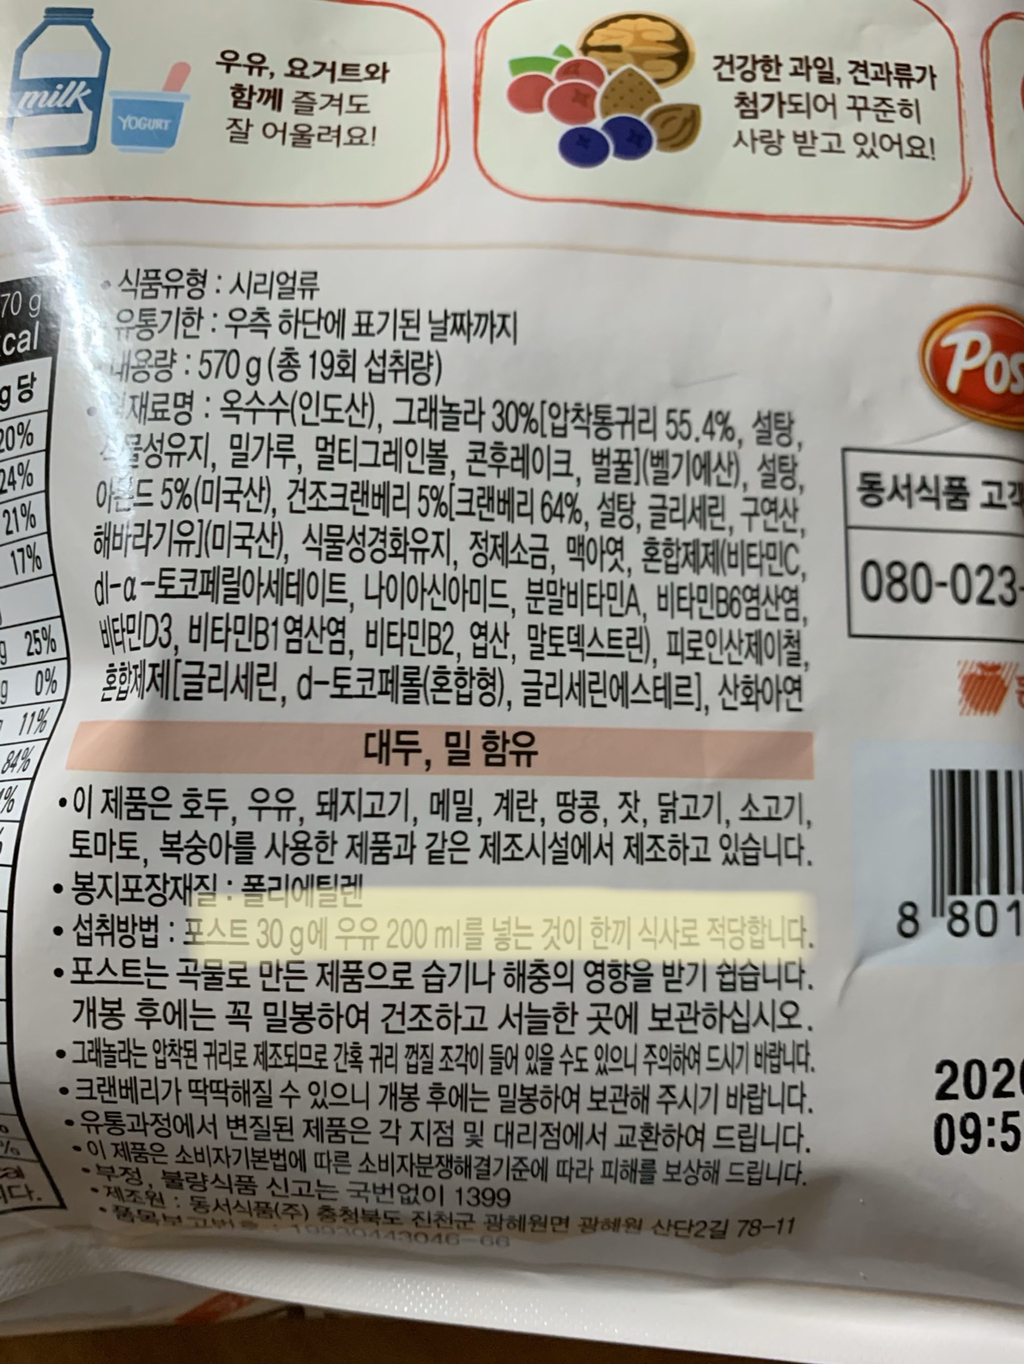 milk
YOGURT
우유, 요거트와
함께 즐겨도
잘 어울려요!
건강한 과일, 견과류가
첨가되어 꾸준히
사랑 받고 있어요!
70 g
cal
g 당
20%
24%
21%
17%
g 25%
g 0%
11%
84%
%
• 식품유형 : 시리얼류
유통기한 : 우측 하단에 표기된 날짜까지
내용량 : 570 g (총 19회 섭취량)
• 원재료명 : 옥수수(인도산), 그래놀라 30%[압착통귀리 55.4%, 설탕,
식물성유지, 밀가루, 멀티그레인볼, 콘후레이크, 벌꿀](벨기에산), 설탕,
아몬드 5%(미국산), 건조크랜베리 5%[크랜베리 64%, 설탕, 글리세린, 구연산,
해바라기유](미국산), 식물성경화유지, 정제소금, 맥아엿, 혼합제제(비타민C,
dl-α-토코페릴아세테이트, 나이아신아미드, 분말비타민A, 비타민B6염산염,
비타민D3, 비타민B1염산염, 비타민B2, 엽산, 말토덱스트린), 피로인산제이철,
혼합제제[글리세린, d-토코페롤(혼합형), 글리세린에스테르], 산화아연
대두, 밀 함유
• 이 제품은 호두, 우유, 돼지고기, 메밀, 계란, 땅콩, 잣, 닭고기, 소고기,
토마토, 복숭아를 사용한 제품과 같은 제조시설에서 제조하고 있습니다.
• 봉지포장재질 : 폴리에틸렌
• 섭취방법 : 포스트 30 g에 우유 200 ml를 넣는 것이 한끼 식사로 적당합니다.
• 포스트는 곡물로 만든 제품으로 습기나 해충의 영향을 받기 쉽습니다.
개봉 후에는 꼭 밀봉하여 건조하고 서늘한 곳에 보관하십시오.
• 그래놀라는 압착된 귀리로 제조되므로 간혹 귀리 껍질 조각이 들어 있을 수도 있으니 주의하여 드시기 바랍니다.
• 크랜베리가 딱딱해질 수 있으니 개봉 후에는 밀봉하여 보관해 주시기 바랍니다.
• 유통과정에서 변질된 제품은 각 지점 및 대리점에서 교환하여 드립니다.
• 이 제품은 소비자기본법에 따른 소비자분쟁해결기준에 따라 피해를 보상해 드립니다.
• 부정, 불량식품 신고는 국번없이 1399
• 제조원 : 동서식품(주) 충청북도 진천군 광혜원면 광혜원 산단2길 78-11
• 품목보고번호 : 19930443046-66
Pos
동서식품 고객
080-023-
8 801
202
09:5